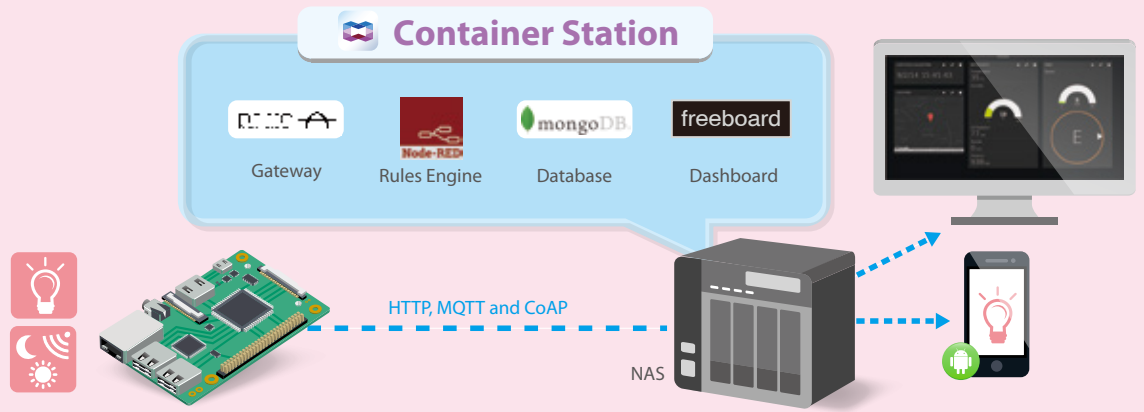 Container Station
mongoDB.
freeboard
Node-RED
Gateway
Rules Engine
Database
Dashboard
HTTP, MQTT and CoAP
NAS
E